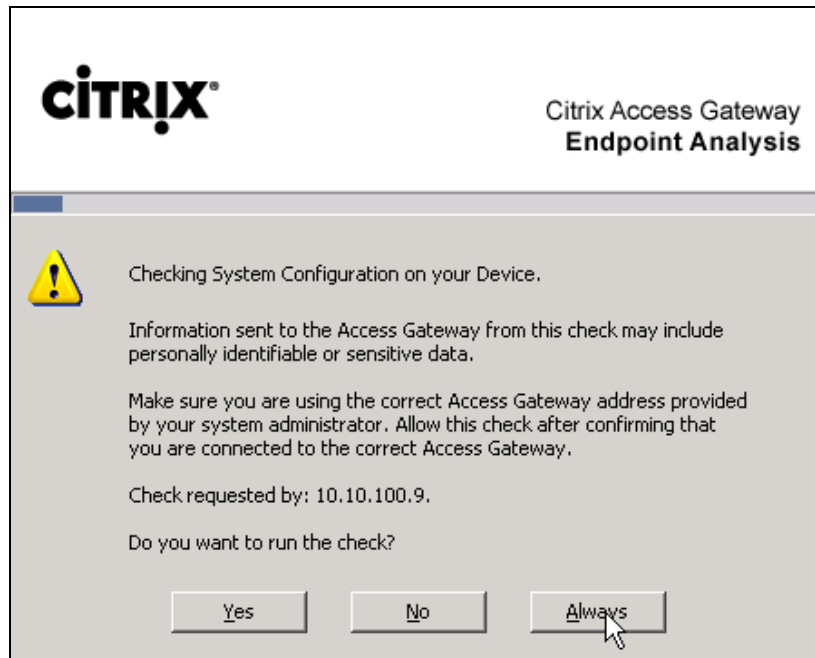 CİTRIX®
Citrix Access Gateway
Endpoint Analysis
Checking System Configuration on your Device.
Information sent to the Access Gateway from this check may include
personally identifiable or sensitive data.
Make sure you are using the correct Access Gateway address provided
by your system administrator. Allow this check after confirming that
you are connected to the correct Access Gateway.
Check requested by: 10.10.100.9.
Do you want to run the check?
Yes
No
Always